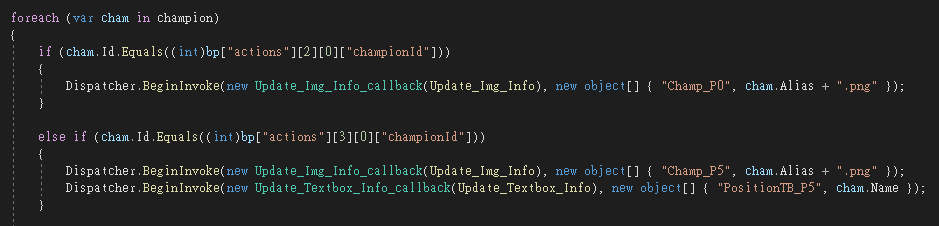 foreach (var cham in champion)
{
if (cham.Id.Equals((int)bp["actions"][2][0]["championId"]))
{
Dispatcher.BeginInvoke(new Update_Img_Info_callback(Update_Img_Info), new object[] { "Champ_P0", cham.Alias + ".png" });
}
else if (cham.Id.Equals((int)bp["actions"][3][0]["championId"]))
{
Dispatcher.BeginInvoke(new Update_Img_Info_callback(Update_Img_Info), new object[] { "Champ_P5", cham.Alias + ".png" });
Dispatcher.BeginInvoke(new Update_Textbox_Info_callback(Update_Textbox_Info), new object[] { "PositionTB_P5", cham.Name });
}